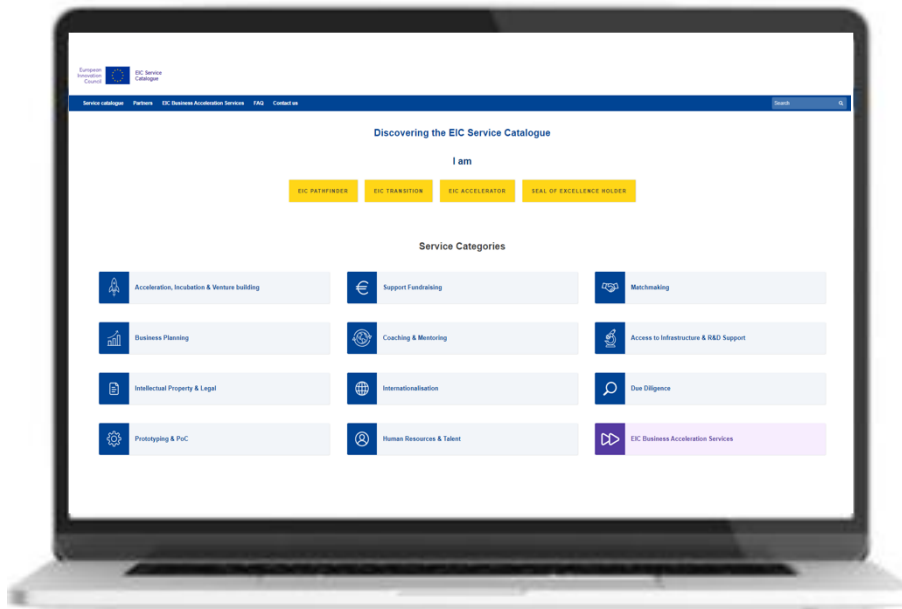 European
Innovation
Council
EIC Service
Catalogue
Service catalogue Partners EIC Business Acceleration Services FAQ Contact us Search
Discovering the EIC Service Catalogue
I am
EIC PATHFINDER EIC TRANSITION EIC ACCELERATOR SEAL OF EXCELLENCE HOLDER
Service Categories
Acceleration, Incubation & Venture building Support Fundraising Matchmaking
Business Planning Coaching & Mentoring Access to Infrastructure & R&D Support
Intellectual Property & Legal Internationalisation Due Diligence
Prototyping & PoC Human Resources & Talent EIC Business Acceleration Services